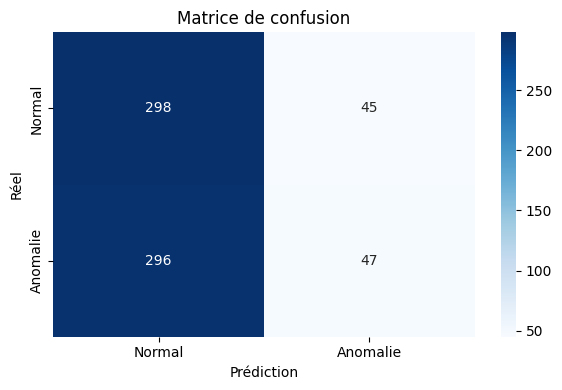 Matrice de confusion
Normal
298
45
250
200
Réel
150
Anomalie
296
47
100
50
Normal
Anomalie
Prédiction